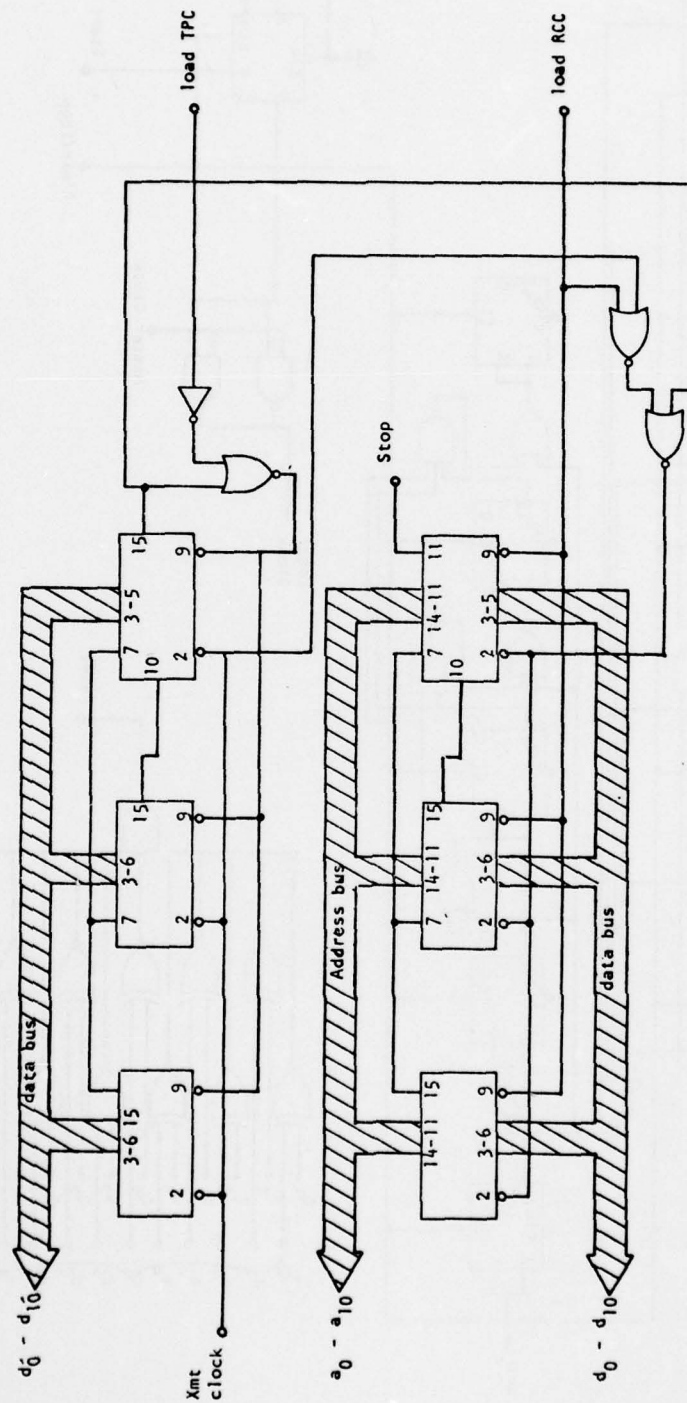 d'0 - d'10
data bus
3-6 15
2 9
7 3-6 15
2 9
7 3-5 15
10
2 9
load TPC
Xmt
clock
a0 - a10
Address bus
Stop
14-11 15
2 3-6 9
7 14-11 15
2 3-6 9
7 14-11 11
10
2 3-5 9
load RCC
d0 - d10
data bus